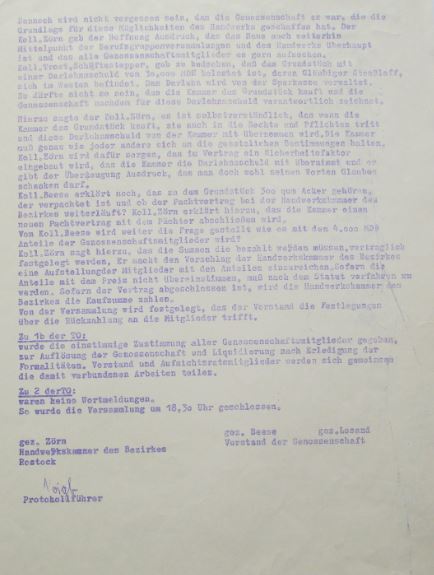 Dennoch wird nicht vergessen sein, daß die Genossenschaft es war, die die
Grundlage für diese Möglichkeiten des Handwerks geschaffen hat. Der
Koll. Zörn gab der Hoffnung Ausdruck, daß das Haus auch weiterhin
Mittelpunkt der Berufsgruppenversammlungen und des Handwerks überhaupt
ist und daß alle Genossenschaftsmitglieder es gern aufsuchen.
Koll. Trost, gab zu bedenken, daß das Grundstück mit
einer Darlehnsschuld von 30.000 MDN belastet ist, deren Gläubiger
sich im Westen befindet. Das Darlehn wird von der Sparkasse verwaltet.
So dürfte nicht so sein, daß die Kammer das Grundstück kauft und die
Genossenschaft nachdem für diese Darlehnsschuld verantwortlich zeichnet.
Hierzu sagte der Koll. Zörn, es ist selbstverständlich, daß wenn die
Kammer das Grundstück kauft, sie auch in die Rechte und Pflichten tritt
und diese Darlehnsschuld von der Kammer mit übernommen wird. Die Kammer
muß genau wie jeder andere sich an die gesetzlichen Bestimmungen halten.
Koll. Zörn wird dafür sorgen, daß im Vertrag ein Sicherheitsfaktor
eingebaut wird, daß die Kammer die Darlehnsschuld mit übernimmt und er
gibt der Überzeugung Ausdruck, das man doch wohl seinen Worten Glauben
schenken darf.
Koll. Beese erklärt noch, das zu dem Grundstück 300 qm Acker gehören,
der verpachtet ist und ob der Pachtvertrag bei der Handwerkskammer des
Bezirkes weiterläuft? Koll. Zörn erklärt hierzu, daß die Kammer einen
neuen Pachtvertrag mit dem Pächter abschließen wird.
Vom Koll. Beese wird weiter die Frage gestellt wie es mit den 4.000 MDN
Anteile der Genossenschaftsmitglieder wird?
Koll. Zörn sagt hierzu, daß die Summen die bezahlt werden müssen, vertraglich
festgelegt werden. Er macht den Vorschlag der Handwerkskammer des Bezirkes
eine Aufstellung der Mitglieder mit den Anteilen einzureichen. Sofern die
Anteile mit dem Preis nicht übereinstimmen, muß nach dem Statut verfahren
werden. Sofern der Vertrag abgeschlossen ist, wird die Handwerkskammer des
Bezirkes die Kaufsumme zahlen.
Von der Versammlung wird festgelegt, daß der Vorstand die Festlegungen
über die Rückzahlung an die Mitglieder trifft.
Zu 1b der TO:
wurde die einstimmige Zustimmung aller Genossenschaftsmitglieder gegeben,
zur Auflösung der Genossenschaft und Liquidierung nach Erledigung der
Formalitäten. Vorstand und Aufsichtsratsmitglieder werden sich gemeinsam
die damit verbundenen Arbeiten teilen.
Zu 2 derTO:
waren keine Wortmeldungen.
So wurde die Versammlung um 18,30 Uhr geschlossen.
gez. Zörn
Handwerkskammer des Bezirkes
Rostock
gez. Beese gez. Losand
Vorstand der Genossenschaft
Protokollführer